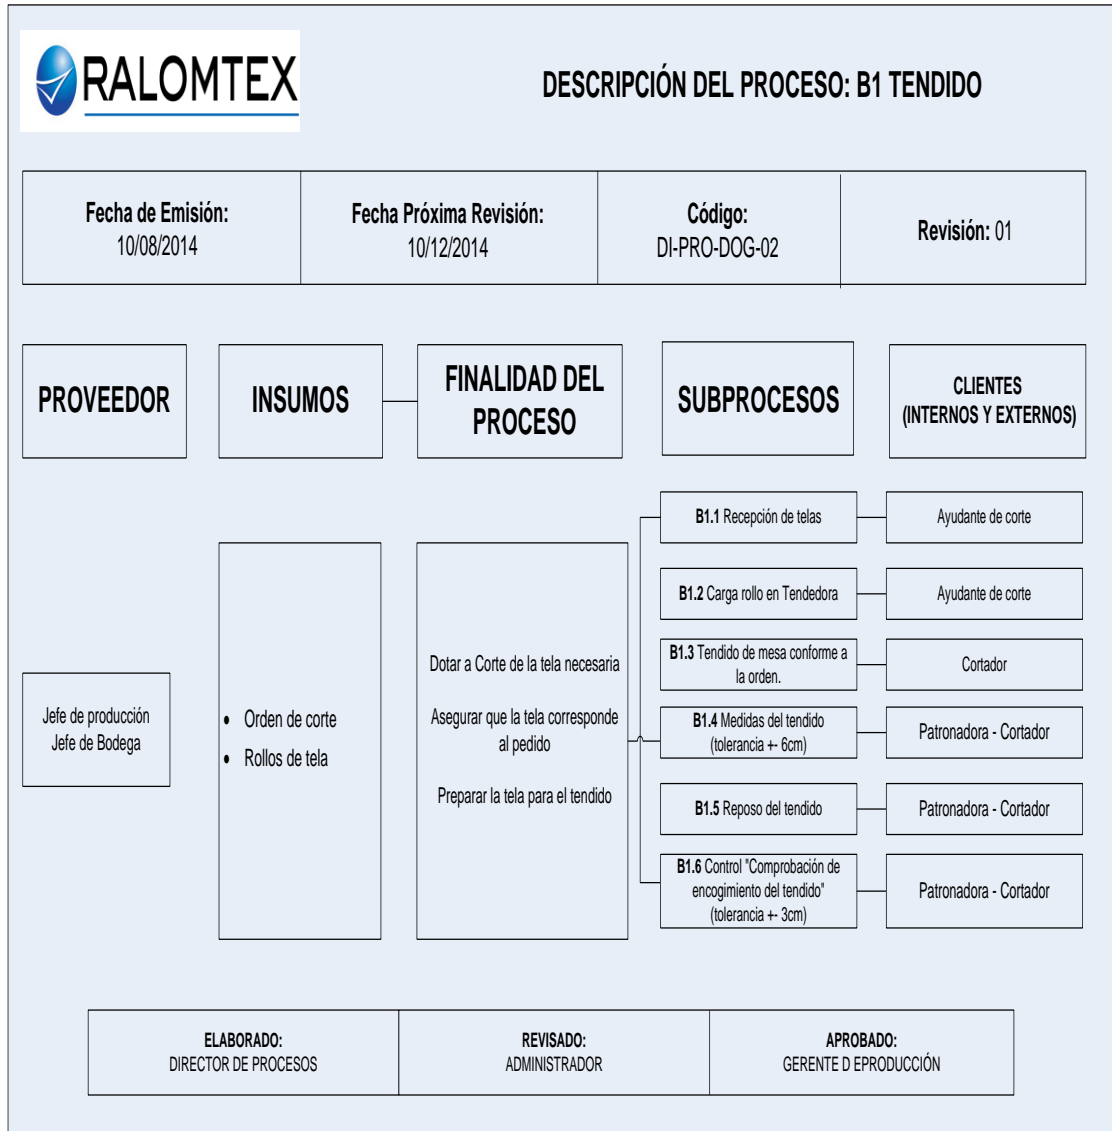 RALOMTEX
DESCRIPCIÓN DEL PROCESO: B1 TENDIDO
Fecha de Emisión:
10/08/2014
Fecha Próxima Revisión:
10/12/2014
Código:
DI-PRO-DOG-02
Revisión: 01
PROVEEDOR
INSUMOS
FINALIDAD DEL
PROCESO
SUBPROCESOS
CLIENTES
(INTERNOS Y EXTERNOS)
Jefe de producción
Jefe de Bodega
• Orden de corte
• Rollos de tela
Dotar a Corte de la tela necesaria
Asegurar que la tela corresponde
al pedido
Preparar la tela para el tendido
B1.1 Recepción de telas
Ayudante de corte
B1.2 Carga rollo en Tendedora
Ayudante de corte
B1.3 Tendido de mesa conforme a
la orden.
Cortador
B1.4 Medidas del tendido
(tolerancia +- 6cm)
Patronadora - Cortador
B1.5 Reposo del tendido
Patronadora - Cortador
B1.6 Control "Comprobación de
encogimiento del tendido"
(tolerancia +- 3cm)
Patronadora - Cortador
ELABORADO:
DIRECTOR DE PROCESOS
REVISADO:
ADMINISTRADOR
APROBADO:
GERENTE D EPRODUCCIÓN